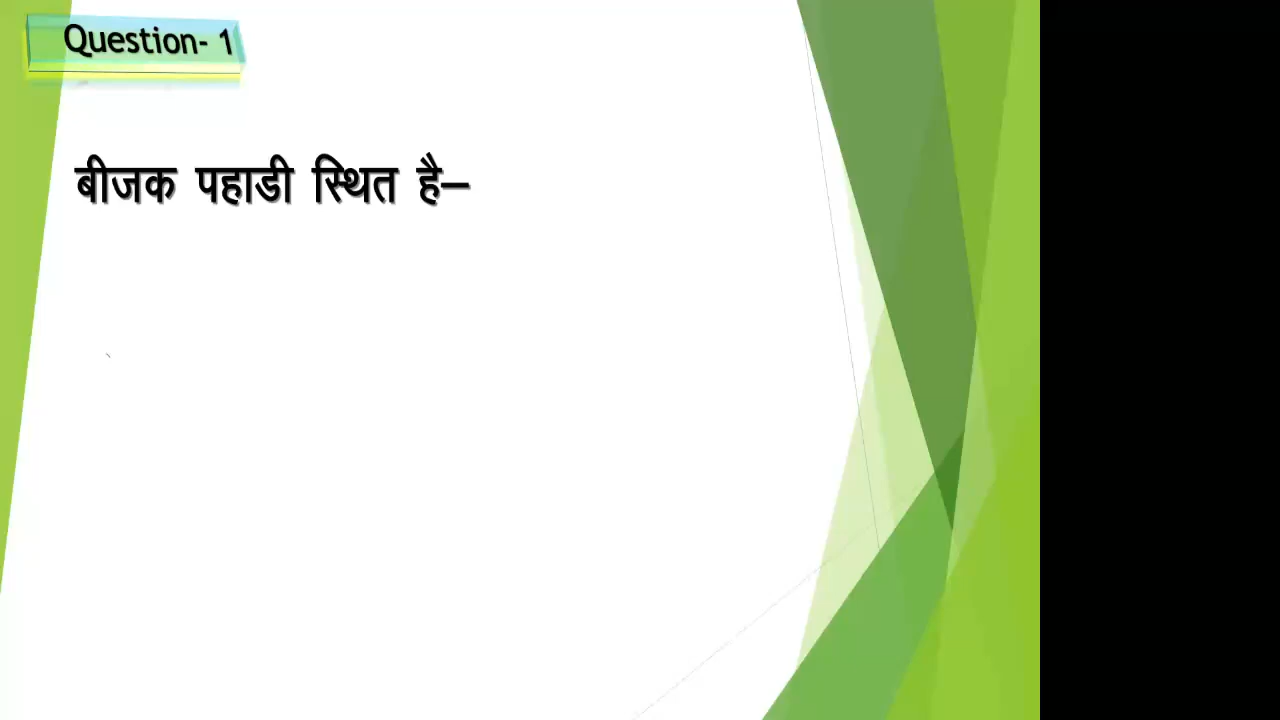 Question- 1
बीजक पहाडी स्थित है–